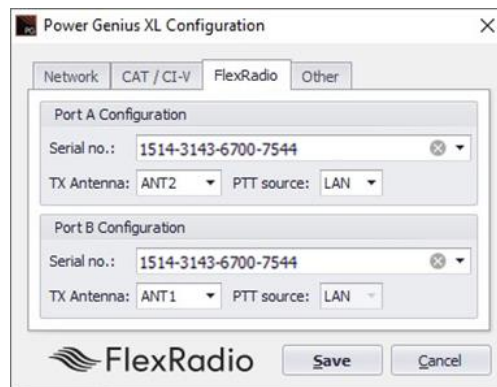 Power Genius XL Configuration
Network CAT / CI-V FlexRadio Other
Port A Configuration
Serial no.: 1514-3143-6700-7544
TX Antenna: ANT2 PTT source: LAN
Port B Configuration
Serial no.: 1514-3143-6700-7544
TX Antenna: ANT1 PTT source: LAN
FlexRadio Save Cancel